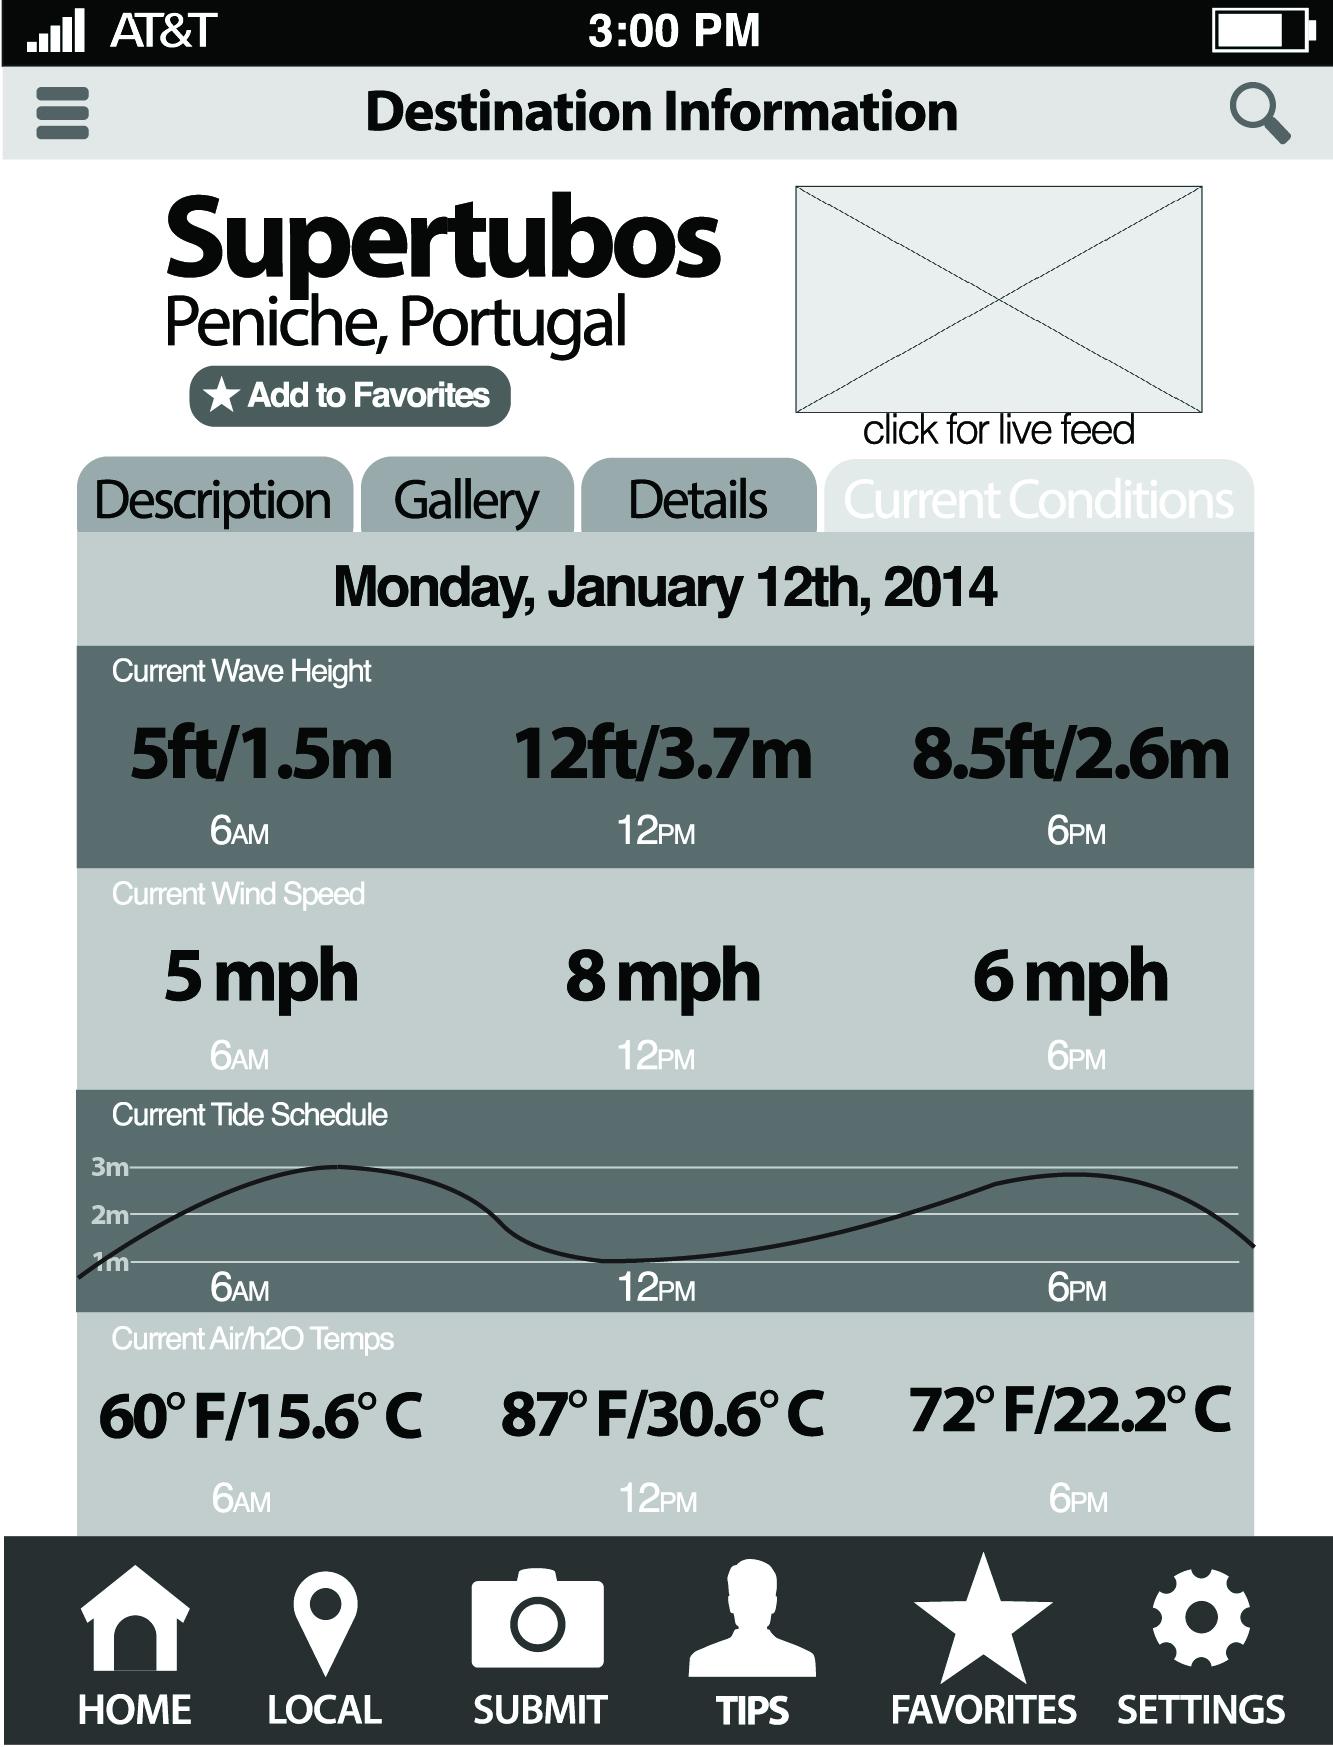 AT&T 3:00 PM
Destination Information
Supertubos
Peniche, Portugal
Add to Favorites
click for live feed
Description Gallery Details Current Conditions
Monday, January 12th, 2014
Current Wave Height
5ft/1.5m 12ft/3.7m 8.5ft/2.6m
6AM 12PM 6PM
Current Wind Speed
5 mph 8 mph 6 mph
6AM 12PM 6PM
Current Tide Schedule
3m
2m
1m
6AM 12PM 6PM
Current Air/h2O Temps
60° F/15.6° C 87° F/30.6° C 72° F/22.2° C
6AM 12PM 6PM
HOME LOCAL SUBMIT TIPS FAVORITES SETTINGS